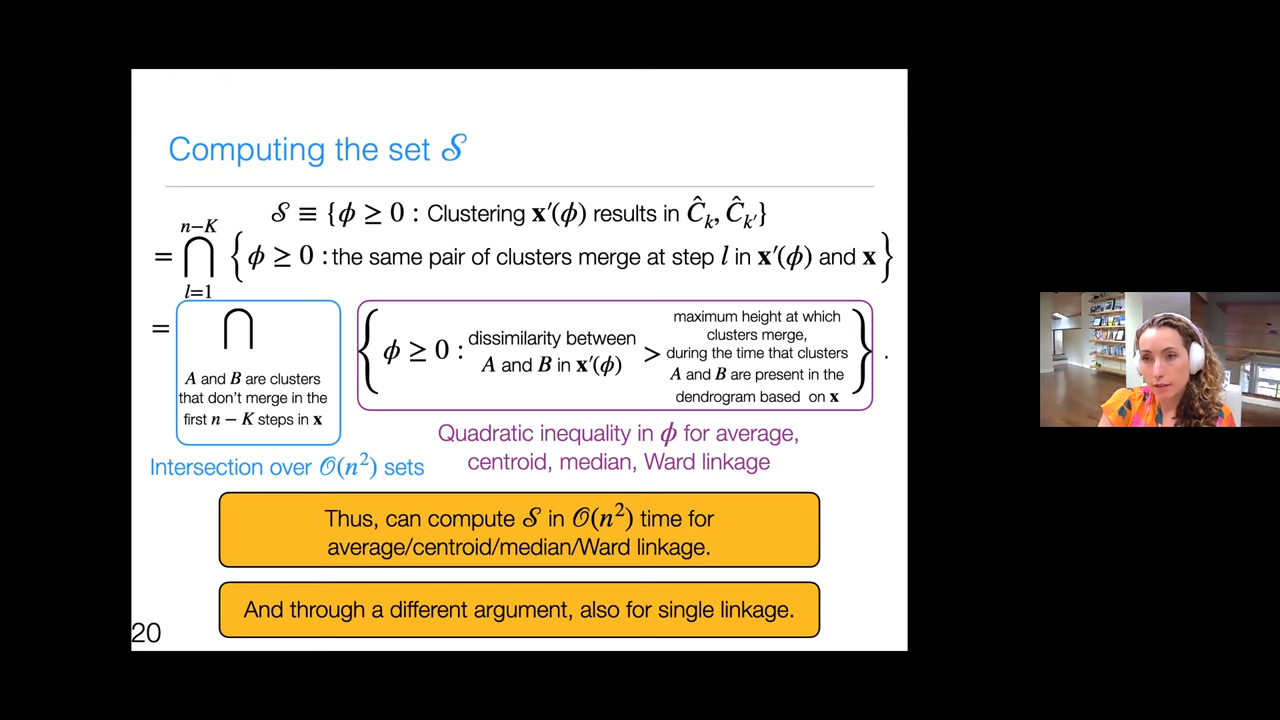 Computing the set 𝒮
𝒮 ≡ {ϕ ≥ 0 : Clustering x′(ϕ) results in Ĉₖ, Ĉₖ′}
= ⋂_{l=1}^{n−K} {ϕ ≥ 0 : the same pair of clusters merge at step l in x′(ϕ) and x}
= ⋂
A and B are clusters
that don't merge in the
first n − K steps in x
{ϕ ≥ 0 : dissimilarity between
A and B in x′(ϕ)
>
maximum height at which
clusters merge,
during the time that clusters
A and B are present in the
dendrogram based on x
} .
Intersection over 𝒪(n²) sets
Quadratic inequality in ϕ for average,
centroid, median, Ward linkage
Thus, can compute 𝒮 in 𝒪(n²) time for
average/centroid/median/Ward linkage.
And through a different argument, also for single linkage.
20